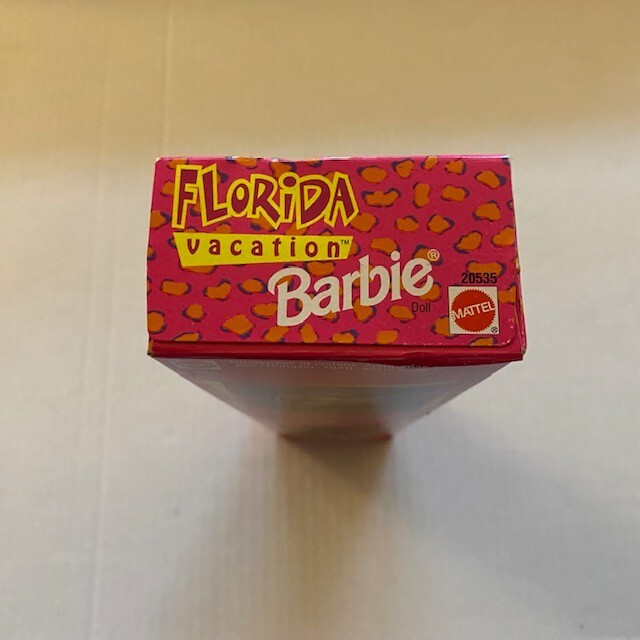 FLORiDA
vacation™
Barbie®
Doll
20535
MATTEL
®